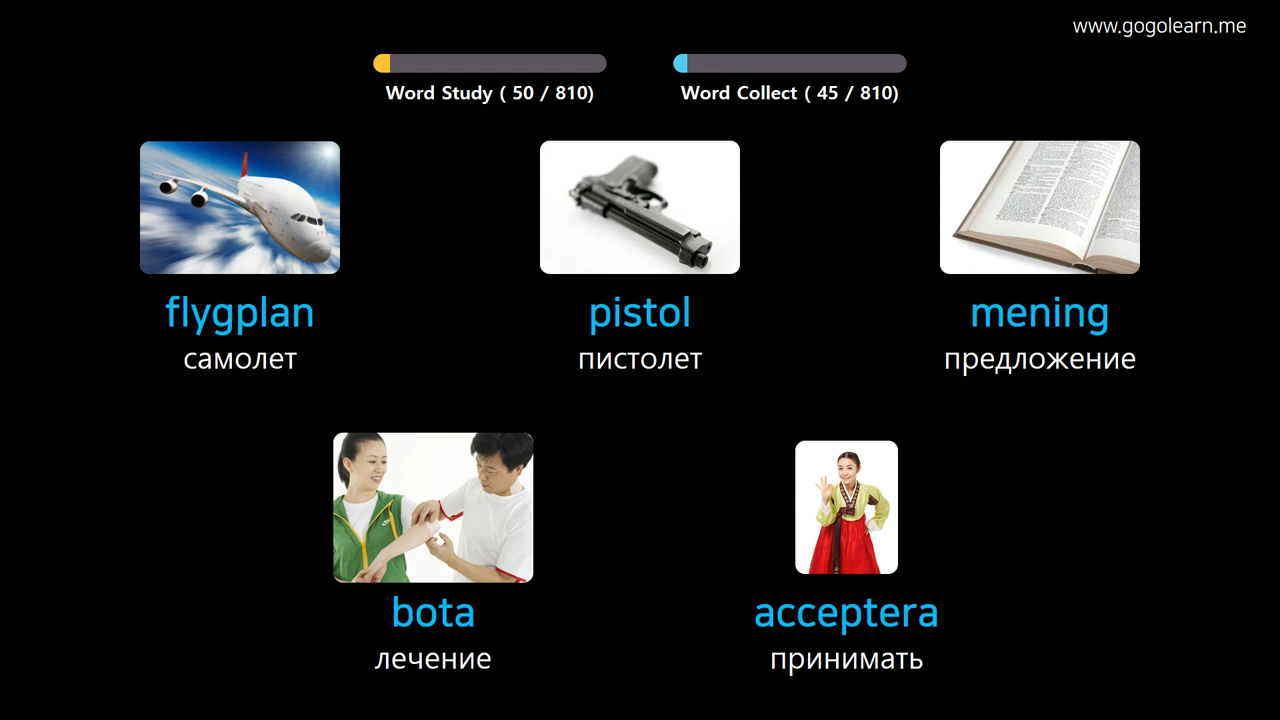 www.gogolearn.me
Word Study ( 50 / 810)
Word Collect ( 45 / 810)
flygplan
самолет
pistol
пистолет
mening
предложение
bota
лечение
acceptera
принимать